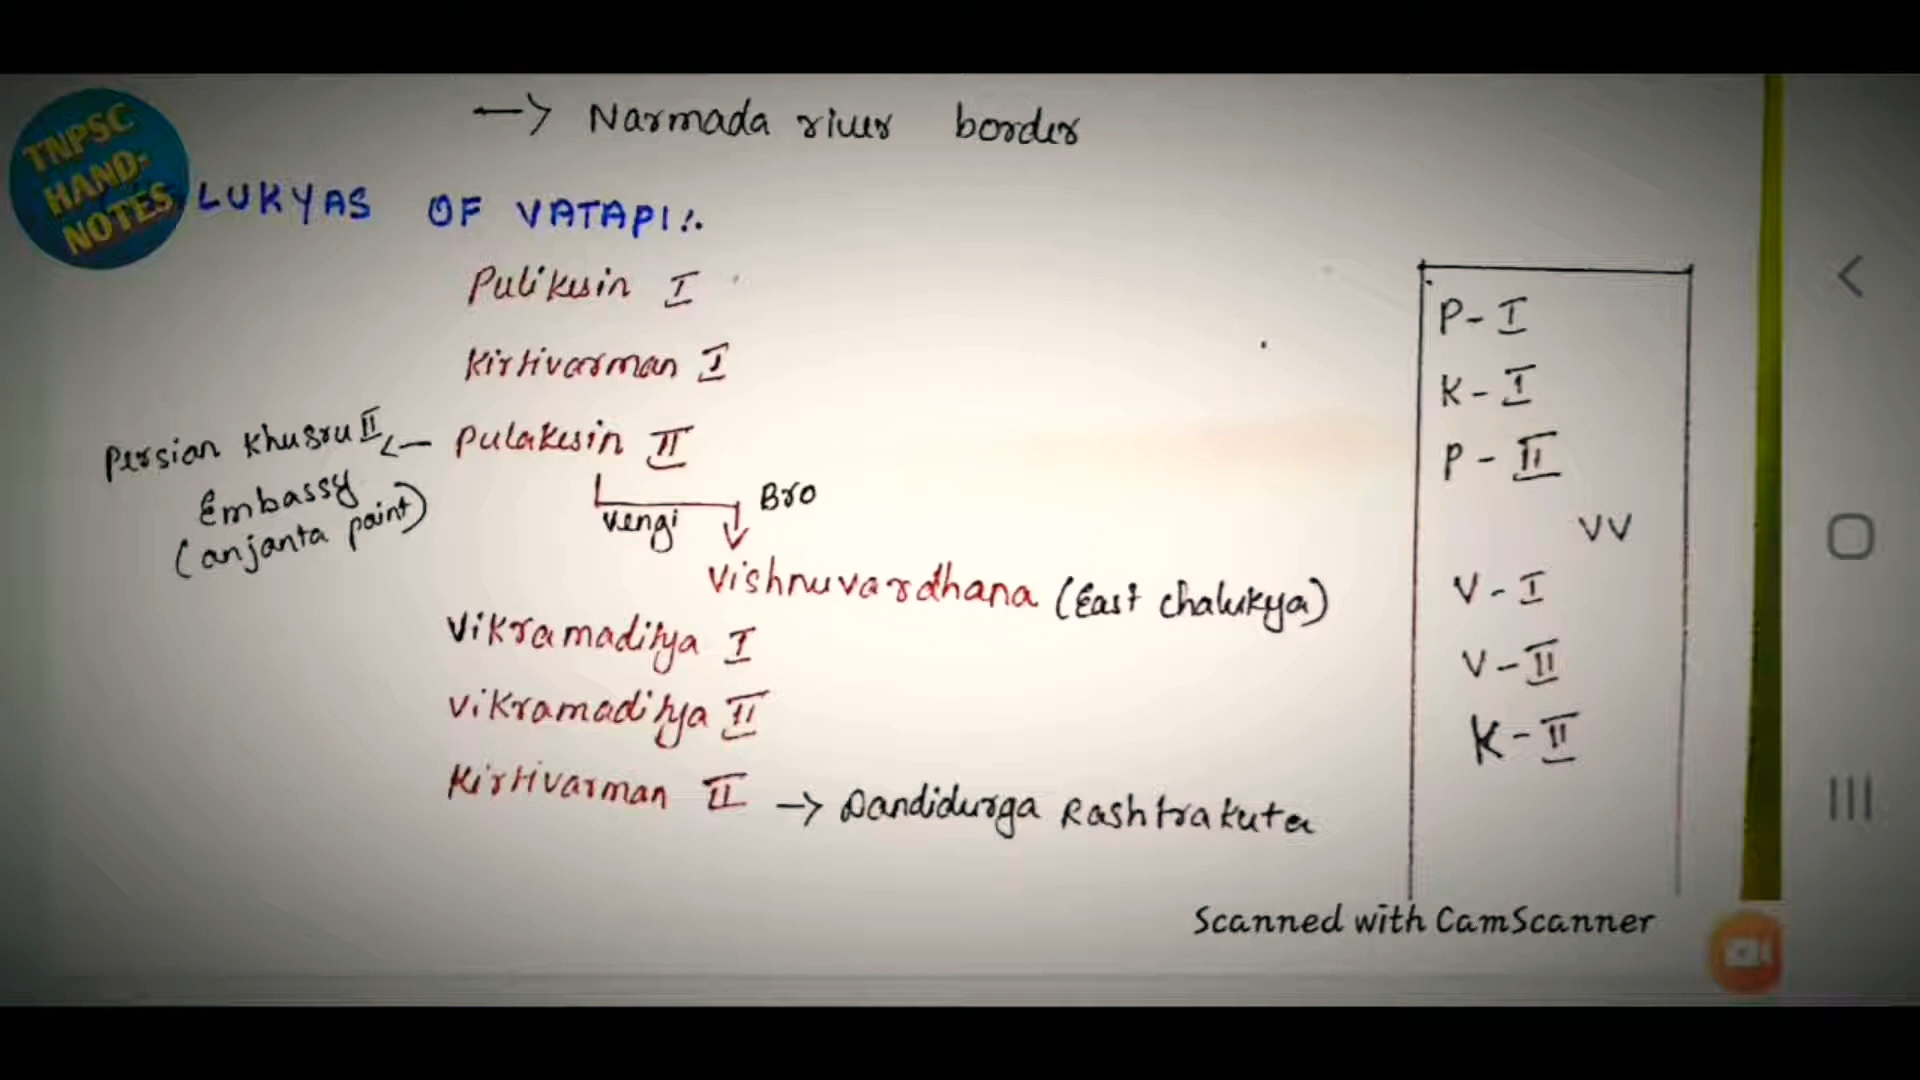 TNPSC
HAND-
NOTES
→ Narmada river border
LUKYAS OF VATAPI:.
Pulikesin I
Kirtivarman I
Persian Khusru II ← Pulakesin II
Embassy
(anjanta paint)
Vengi
Bro
Vishnuvardhana (East chalukya)
Vikramaditya I
Vikramaditya II
Kirtivarman II → Dandidurga Rashtrakuta
P - I
K - I
P - II
VV
V - I
V - II
K - II
Scanned with CamScanner